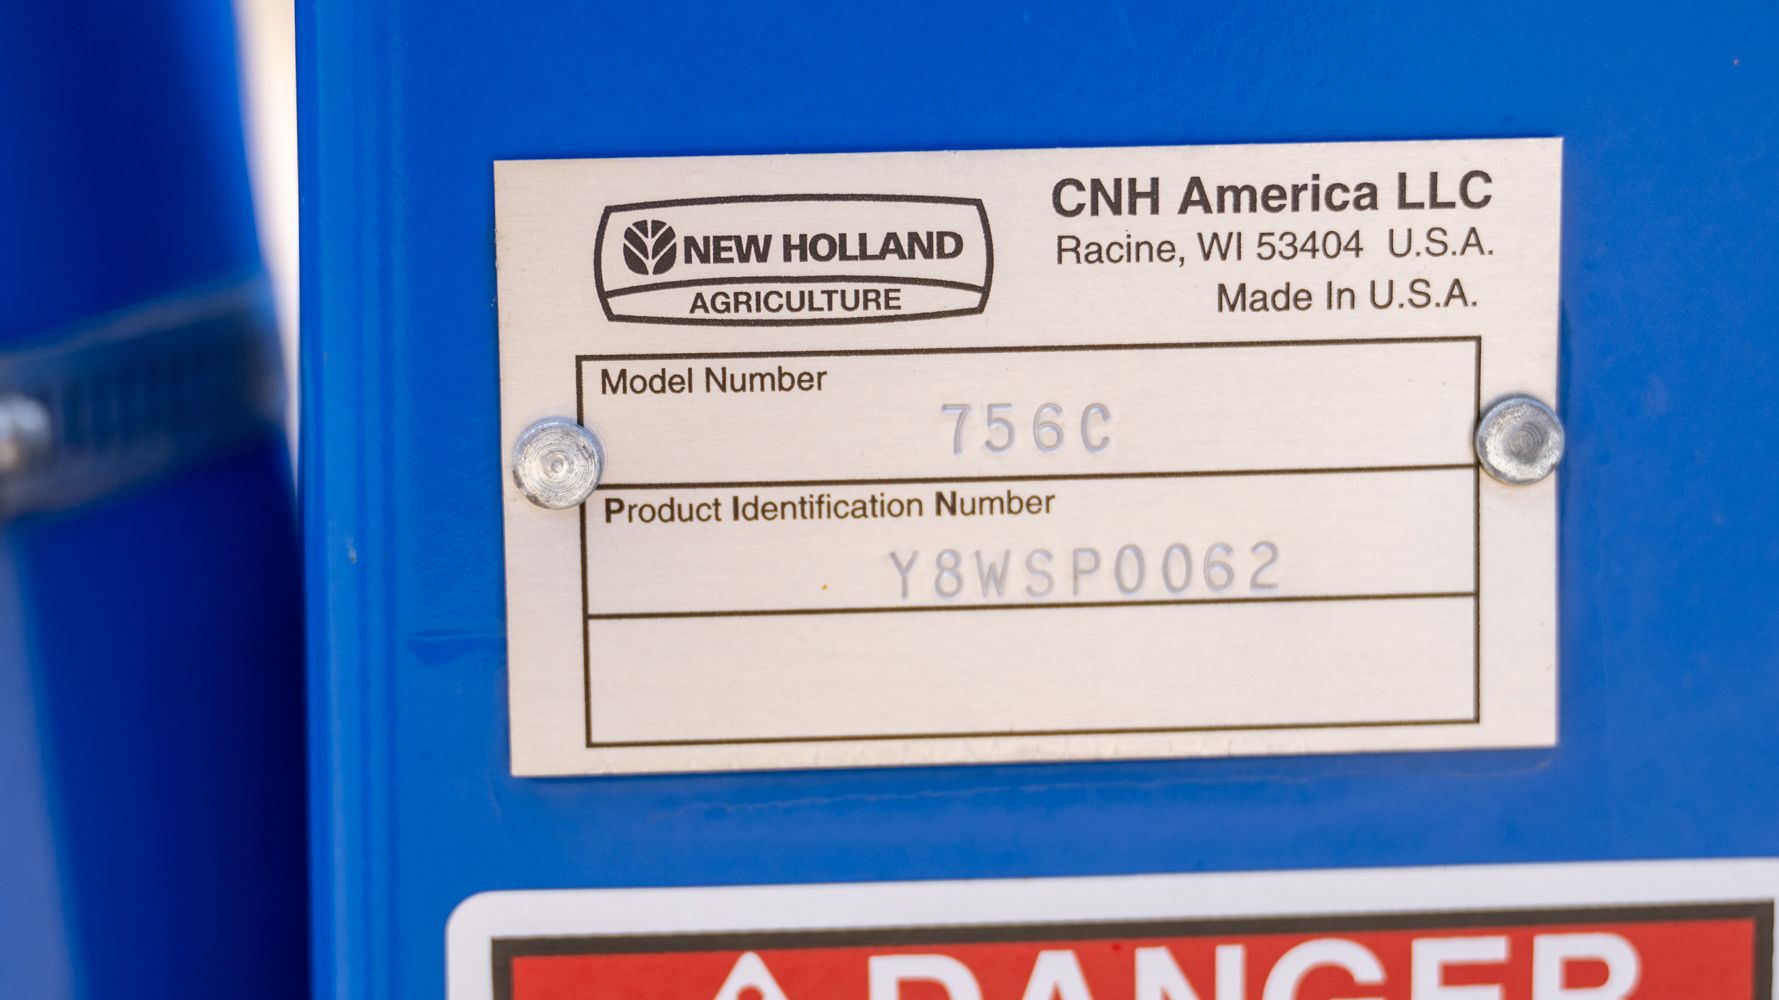 NEW HOLLAND
AGRICULTURE
CNH America LLC
Racine, WI 53404 U.S.A.
Made In U.S.A.
Model Number
756C
Product Identification Number
Y8WSP0062
DANGER